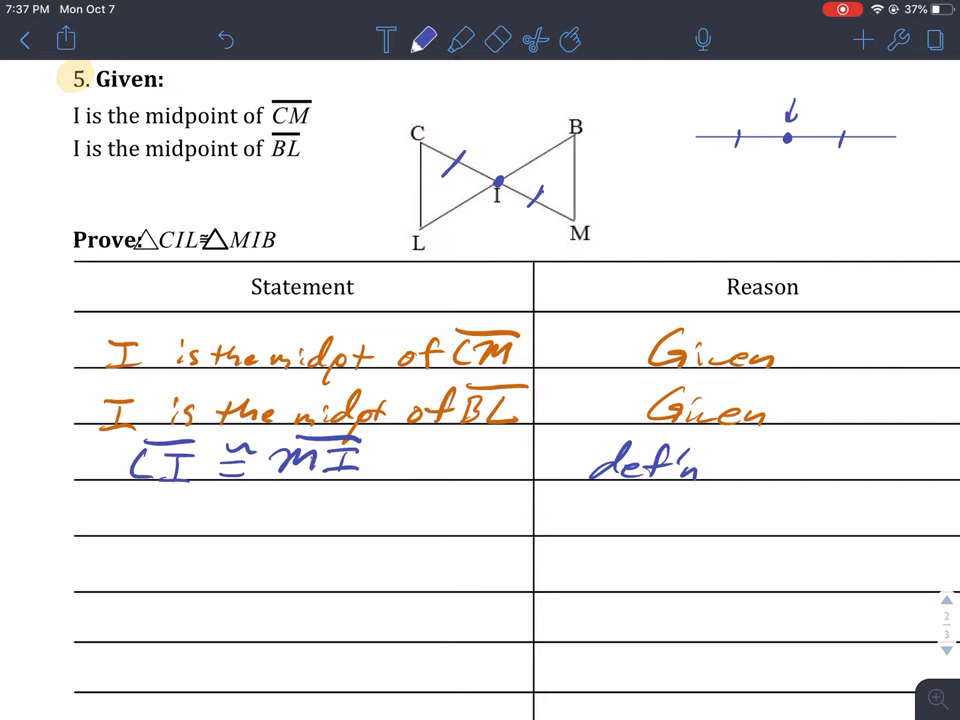 7:37 PM Mon Oct 7
37%
5. Given:
I is the midpoint of CM
I is the midpoint of BL
C
B
I
L
M
Prove: △CIL≅△MIB
Statement
Reason
I is the midpt of CM
Given
I is the midpt of BL
Given
CI ≅ MI
def'n
2
3